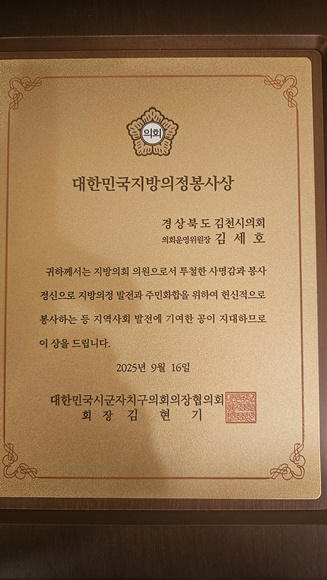 의회
대한민국지방의정봉사상
경상북도 김천시의회
의회운영위원장 김 세 호
귀하께서는 지방의회 의원으로서 투철한 사명감과 봉사
정신으로 지방의정 발전과 주민화합을 위하여 헌신적으로
봉사하는 등 지역사회 발전에 기여한 공이 지대하므로
이 상을 드립니다.
2025년 9월 16일
대한민국시군자치구의회의장협의회
회 장 김 현 기